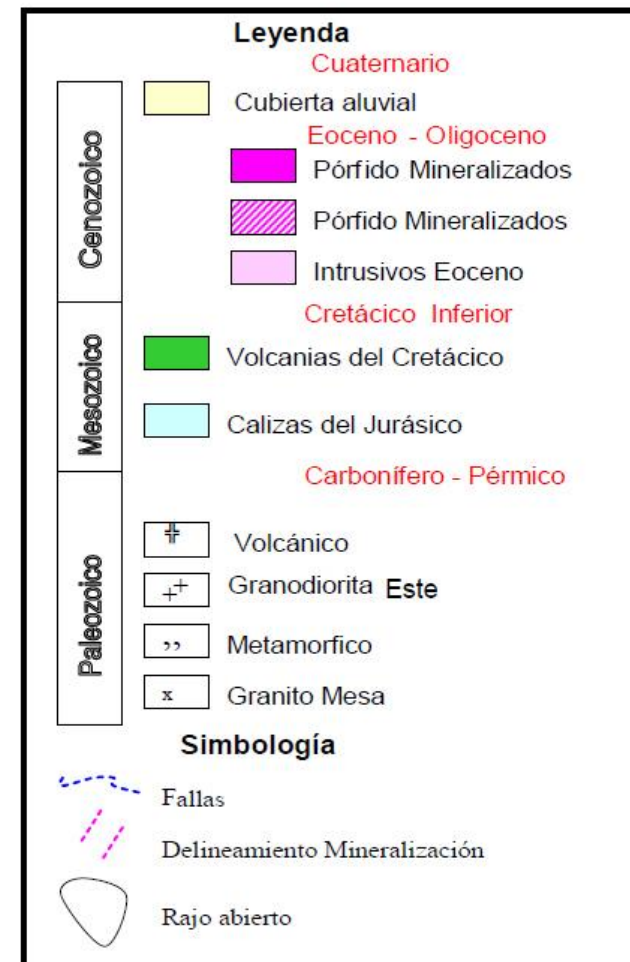 Leyenda
Cuaternario
Cenozoico
Cubierta aluvial
Eoceno - Oligoceno
Pórfido Mineralizados
Pórfido Mineralizados
Intrusivos Eoceno
Cretácico Inferior
Mesozoico
Volcanias del Cretácico
Calizas del Jurásico
Carbonífero - Pérmico
Paleozoico
Volcánico
++ Granodiorita Este
,, Metamorfico
x Granito Mesa
Simbología
Fallas
Delineamiento Mineralización
Rajo abierto